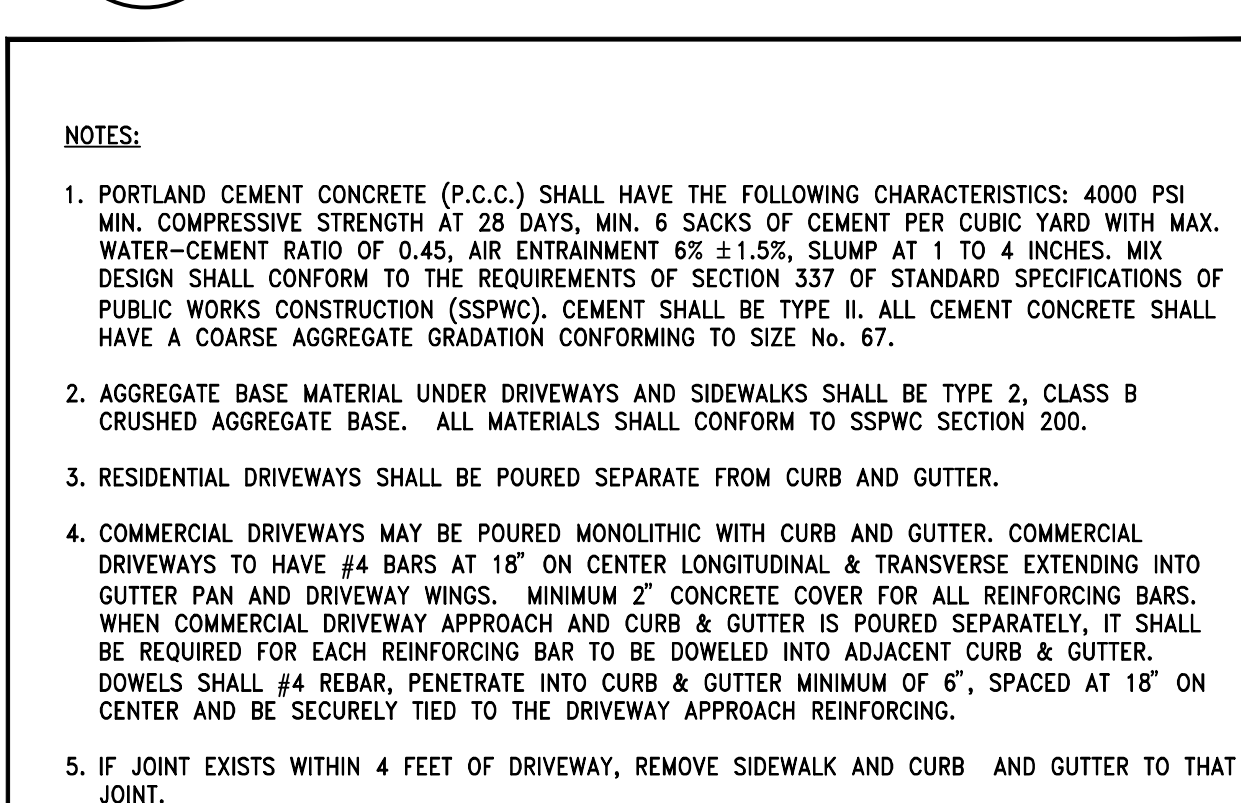 NOTES:
1. PORTLAND CEMENT CONCRETE (P.C.C.) SHALL HAVE THE FOLLOWING CHARACTERISTICS: 4000 PSI
MIN. COMPRESSIVE STRENGTH AT 28 DAYS, MIN. 6 SACKS OF CEMENT PER CUBIC YARD WITH MAX.
WATER-CEMENT RATIO OF 0.45, AIR ENTRAINMENT 6% ±1.5%, SLUMP AT 1 TO 4 INCHES. MIX
DESIGN SHALL CONFORM TO THE REQUIREMENTS OF SECTION 337 OF STANDARD SPECIFICATIONS OF
PUBLIC WORKS CONSTRUCTION (SSPWC). CEMENT SHALL BE TYPE II. ALL CEMENT CONCRETE SHALL
HAVE A COARSE AGGREGATE GRADATION CONFORMING TO SIZE No. 67.
2. AGGREGATE BASE MATERIAL UNDER DRIVEWAYS AND SIDEWALKS SHALL BE TYPE 2, CLASS B
CRUSHED AGGREGATE BASE. ALL MATERIALS SHALL CONFORM TO SSPWC SECTION 200.
3. RESIDENTIAL DRIVEWAYS SHALL BE POURED SEPARATE FROM CURB AND GUTTER.
4. COMMERCIAL DRIVEWAYS MAY BE POURED MONOLITHIC WITH CURB AND GUTTER. COMMERCIAL
DRIVEWAYS TO HAVE #4 BARS AT 18" ON CENTER LONGITUDINAL & TRANSVERSE EXTENDING INTO
GUTTER PAN AND DRIVEWAY WINGS. MINIMUM 2" CONCRETE COVER FOR ALL REINFORCING BARS.
WHEN COMMERCIAL DRIVEWAY APPROACH AND CURB & GUTTER IS POURED SEPARATELY, IT SHALL
BE REQUIRED FOR EACH REINFORCING BAR TO BE DOWELED INTO ADJACENT CURB & GUTTER.
DOWELS SHALL #4 REBAR, PENETRATE INTO CURB & GUTTER MINIMUM OF 6", SPACED AT 18" ON
CENTER AND BE SECURELY TIED TO THE DRIVEWAY APPROACH REINFORCING.
5. IF JOINT EXISTS WITHIN 4 FEET OF DRIVEWAY, REMOVE SIDEWALK AND CURB AND GUTTER TO THAT
JOINT.